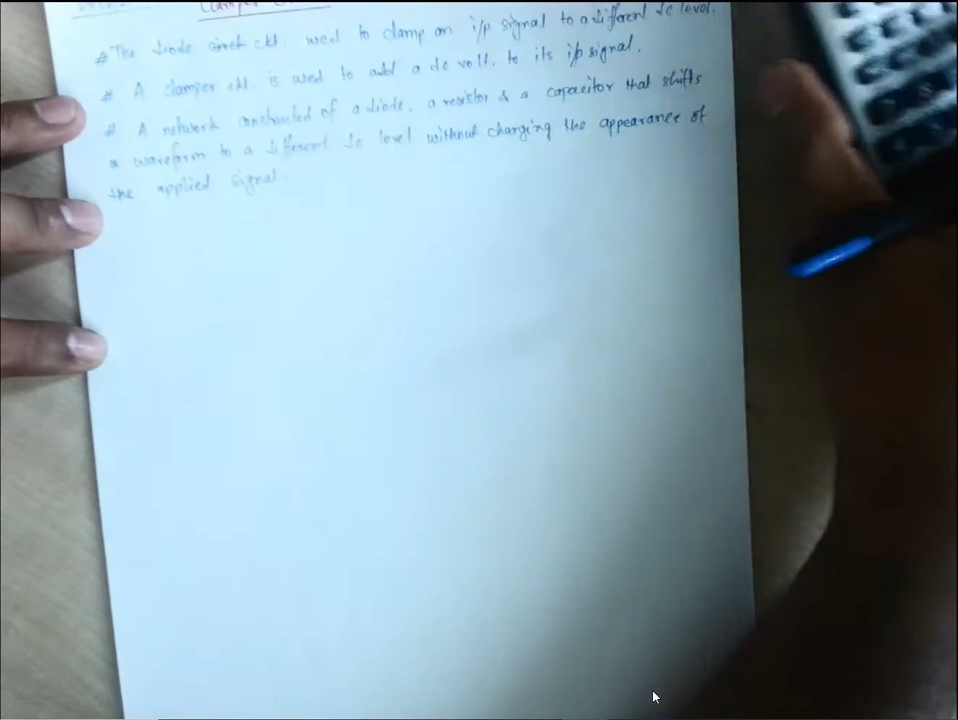 Clamper
# The diode circt ckt. used to clamp an i/p signal to a different dc level.
# A clamper ckt. is used to add a dc volt. to its i/p signal.
# A network constructed of a diode, a resistor & a capacitor that shifts
a waveform to a different dc level without changing the appearance of
the applied signal.